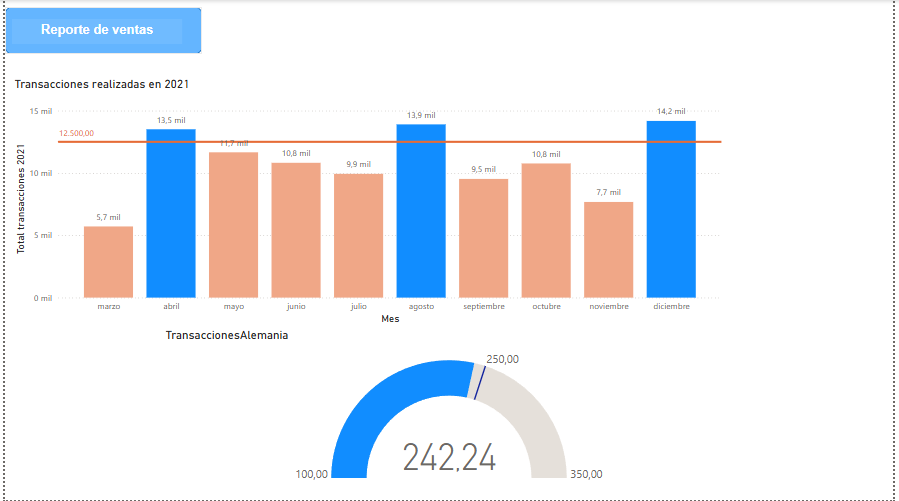 Reporte de ventas
Transacciones realizadas en 2021
Total transacciones 2021
15 mil
10 mil
5 mil
0 mil
12.500,00
5,7 mil
13,5 mil
11,7 mil
10,8 mil
9,9 mil
13,9 mil
9,5 mil
10,8 mil
7,7 mil
14,2 mil
marzo abril mayo junio julio agosto septiembre octubre noviembre diciembre
Mes
TransaccionesAlemania
250,00
242,24
100,00
350,00